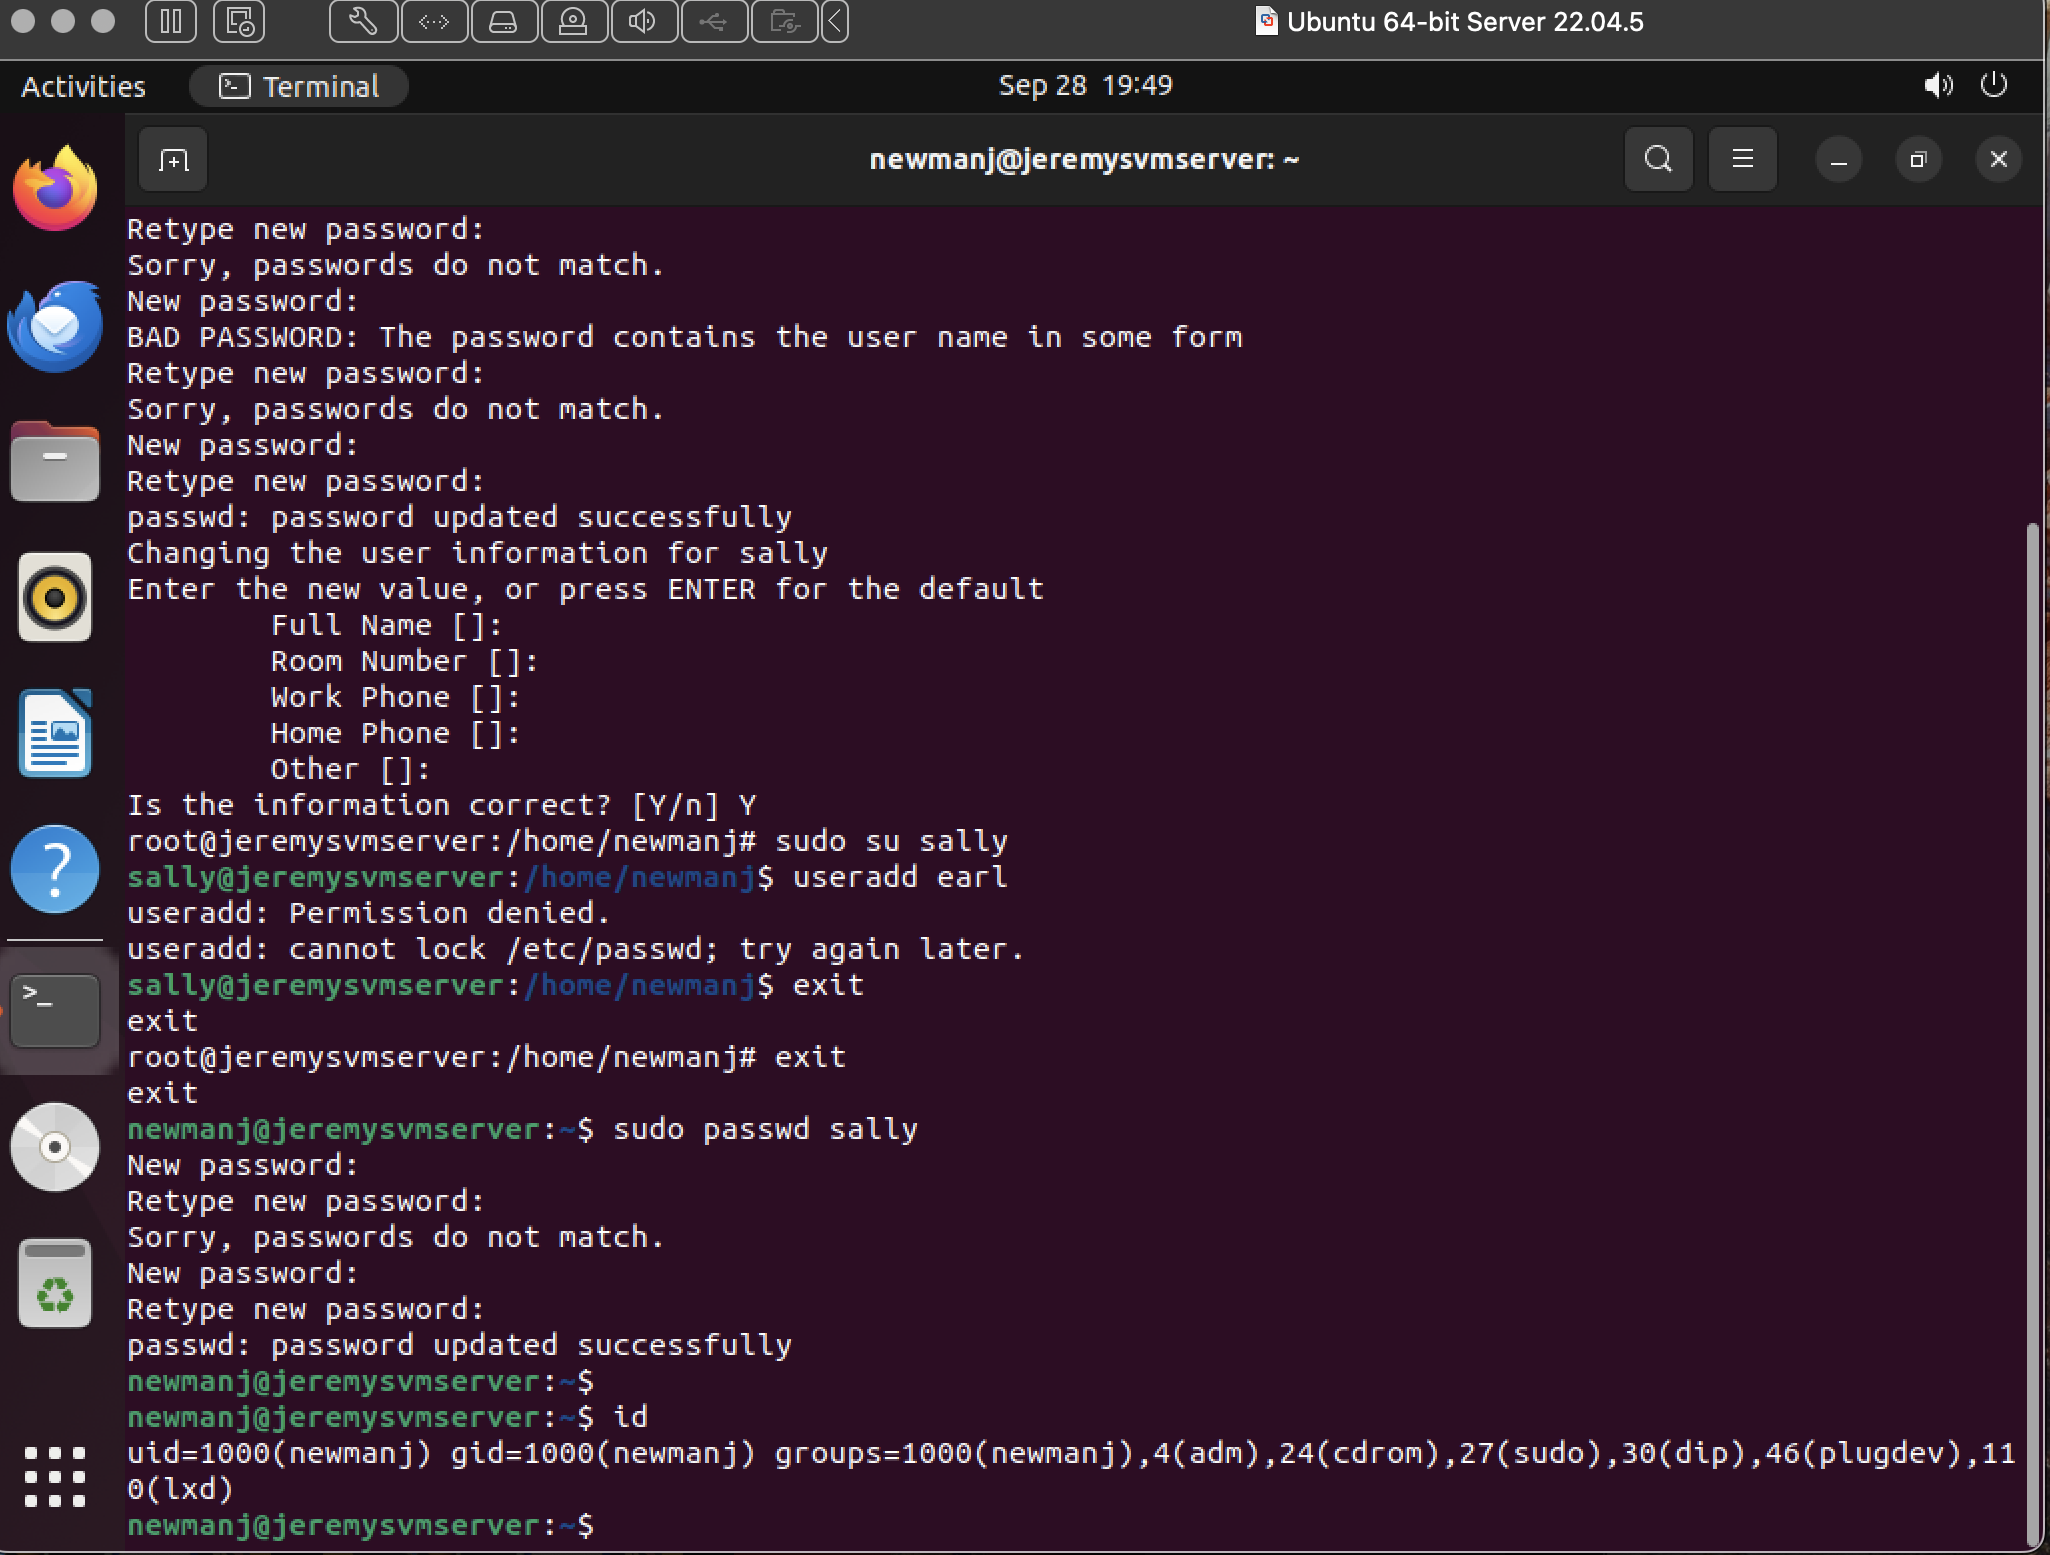 Ubuntu 64-bit Server 22.04.5
Activities
Terminal
Sep 28 19:49
newmanj@jeremysvmserver: ~
Retype new password:
Sorry, passwords do not match.
New password:
BAD PASSWORD: The password contains the user name in some form
Retype new password:
Sorry, passwords do not match.
New password:
Retype new password:
passwd: password updated successfully
Changing the user information for sally
Enter the new value, or press ENTER for the default
        Full Name []:
        Room Number []:
        Work Phone []:
        Home Phone []:
        Other []:
Is the information correct? [Y/n] Y
root@jeremysvmserver:/home/newmanj# sudo su sally
sally@jeremysvmserver:/home/newmanj$ useradd earl
useradd: Permission denied.
useradd: cannot lock /etc/passwd; try again later.
sally@jeremysvmserver:/home/newmanj$ exit
exit
root@jeremysvmserver:/home/newmanj# exit
exit
newmanj@jeremysvmserver:~$ sudo passwd sally
New password:
Retype new password:
Sorry, passwords do not match.
New password:
Retype new password:
passwd: password updated successfully
newmanj@jeremysvmserver:~$
newmanj@jeremysvmserver:~$ id
uid=1000(newmanj) gid=1000(newmanj) groups=1000(newmanj),4(adm),24(cdrom),27(sudo),30(dip),46(plugdev),11
0(lxd)
newmanj@jeremysvmserver:~$